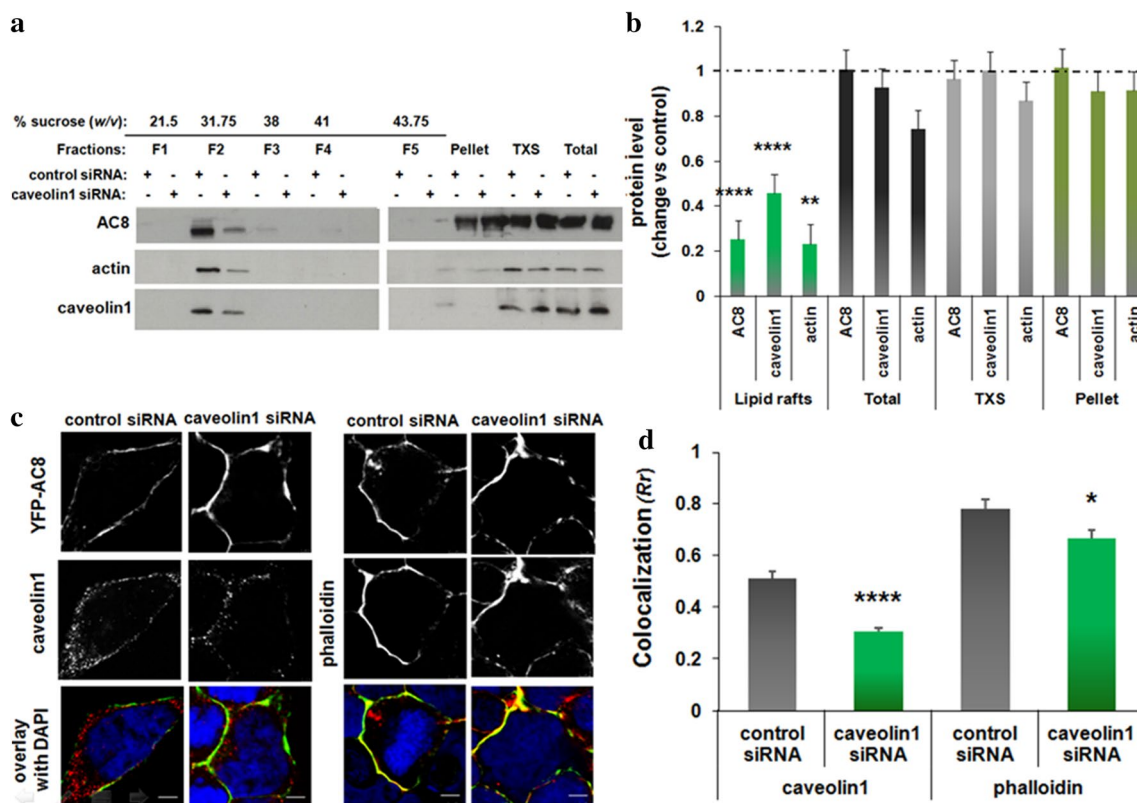 a
% sucrose (w/v): 21.5 31.75 38 41 43.75
Fractions: F1 F2 F3 F4 F5 Pellet TXS Total
control siRNA: + - + - + - + - + - + - + - + -
caveolin1 siRNA: - + - + - + - + - + - + - + - +
AC8
actin
caveolin1
b
protein level
(change vs control)
1.2
1
0.8
0.6
0.4
0.2
0
**** **** **
AC8 caveolin1 actin AC8 caveolin1 actin AC8 caveolin1 actin AC8 caveolin1 actin
Lipid rafts Total TXS Pellet
c
control siRNA caveolin1 siRNA control siRNA caveolin1 siRNA
YFP-AC8
caveolin1
phalloidin
overlay
with DAPI
d
Colocalization (Rr)
1
0.8
0.6
0.4
0.2
0
**** *
control siRNA caveolin1 siRNA control siRNA caveolin1 siRNA
caveolin1 phalloidin